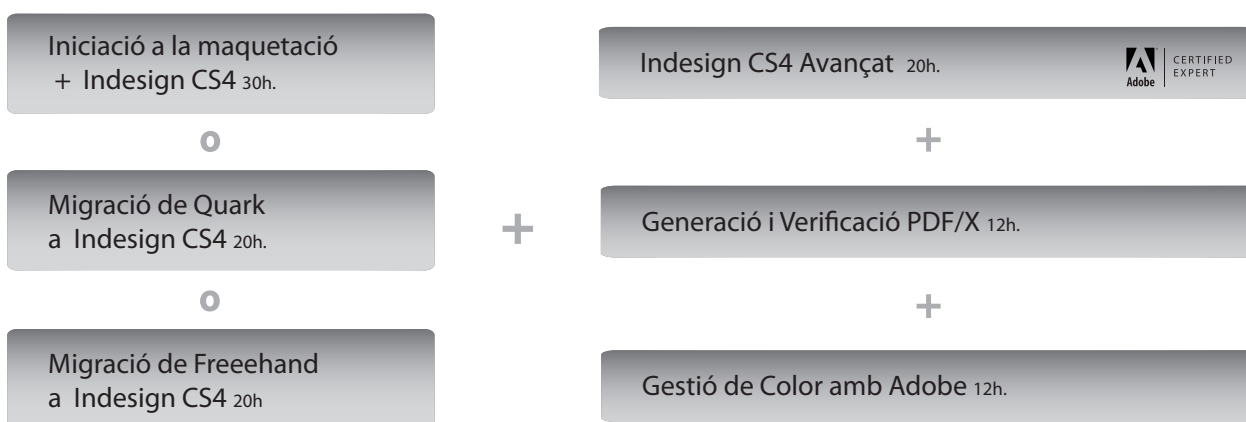 Iniciació a la maquetació
+ Indesign CS4 30h.
o
Migració de Quark
a Indesign CS4 20h.
o
Migració de Freeehand
a Indesign CS4 20h
+
Indesign CS4 Avançat 20h.
Adobe
CERTIFIED
EXPERT
+
Generació i Verificació PDF/X 12h.
+
Gestió de Color amb Adobe 12h.